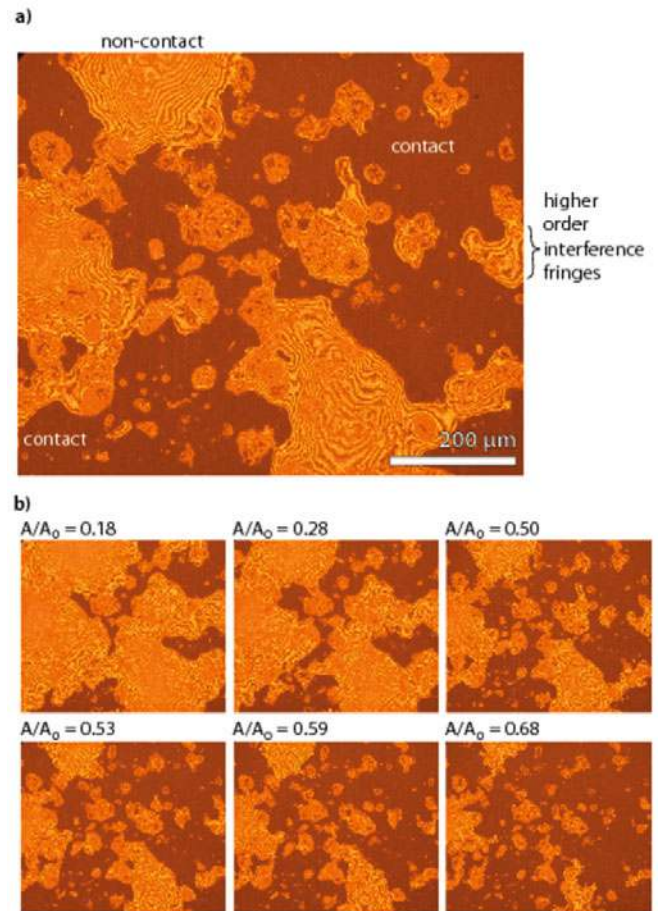 a)
non-contact
contact
higher
order
interference
fringes
contact
200 μm
b)
A/A₀ = 0.18
A/A₀ = 0.28
A/A₀ = 0.50
A/A₀ = 0.53
A/A₀ = 0.59
A/A₀ = 0.68